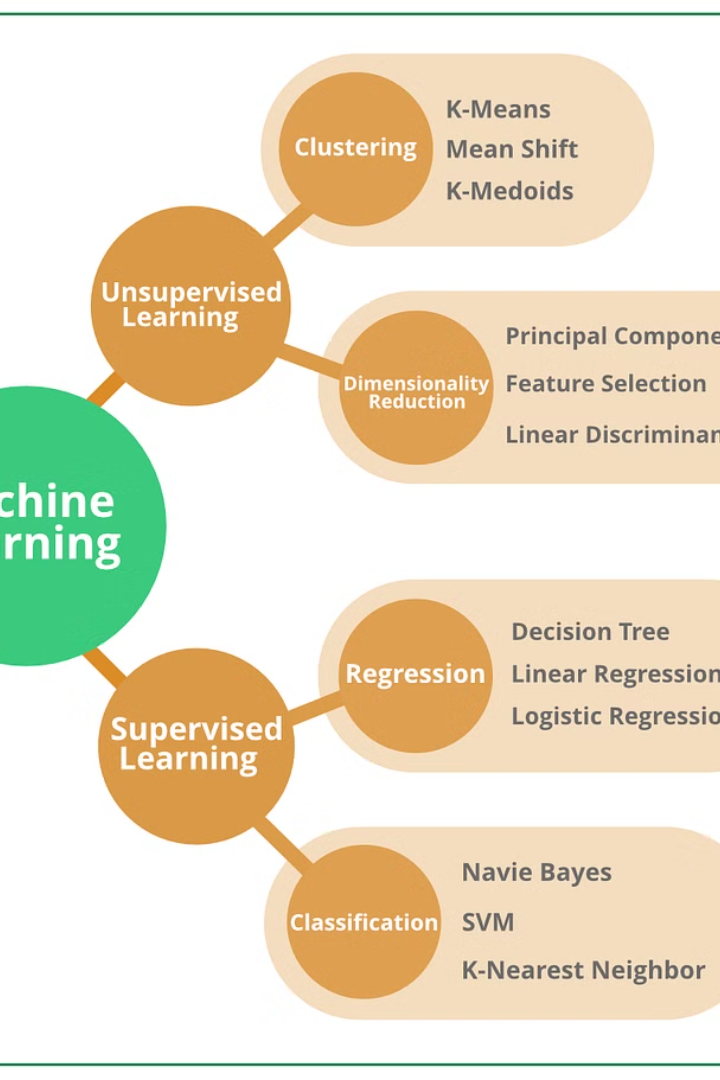 Clustering
K-Means
Mean Shift
K-Medoids
Unsupervised
Learning
Dimensionality
Reduction
Principal Compone
Feature Selection
Linear Discriminan
chine
rning
Supervised
Learning
Regression
Decision Tree
Linear Regression
Logistic Regressio
Classification
Navie Bayes
SVM
K-Nearest Neighbor